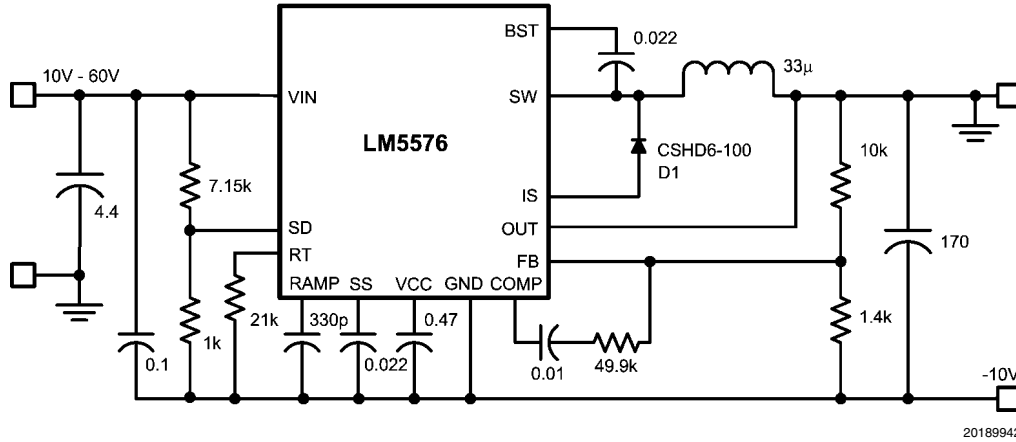 BST
0.022
10V - 60V
33µ
VIN
SW
LM5576
CSHD6-100
D1
10k
7.15k
IS
4.4
SD
OUT
170
RT
FB
RAMP
SS
VCC
GND
COMP
21k
330p
0.47
1.4k
1k
0.1
0.022
0.01
49.9k
-10V
20189942